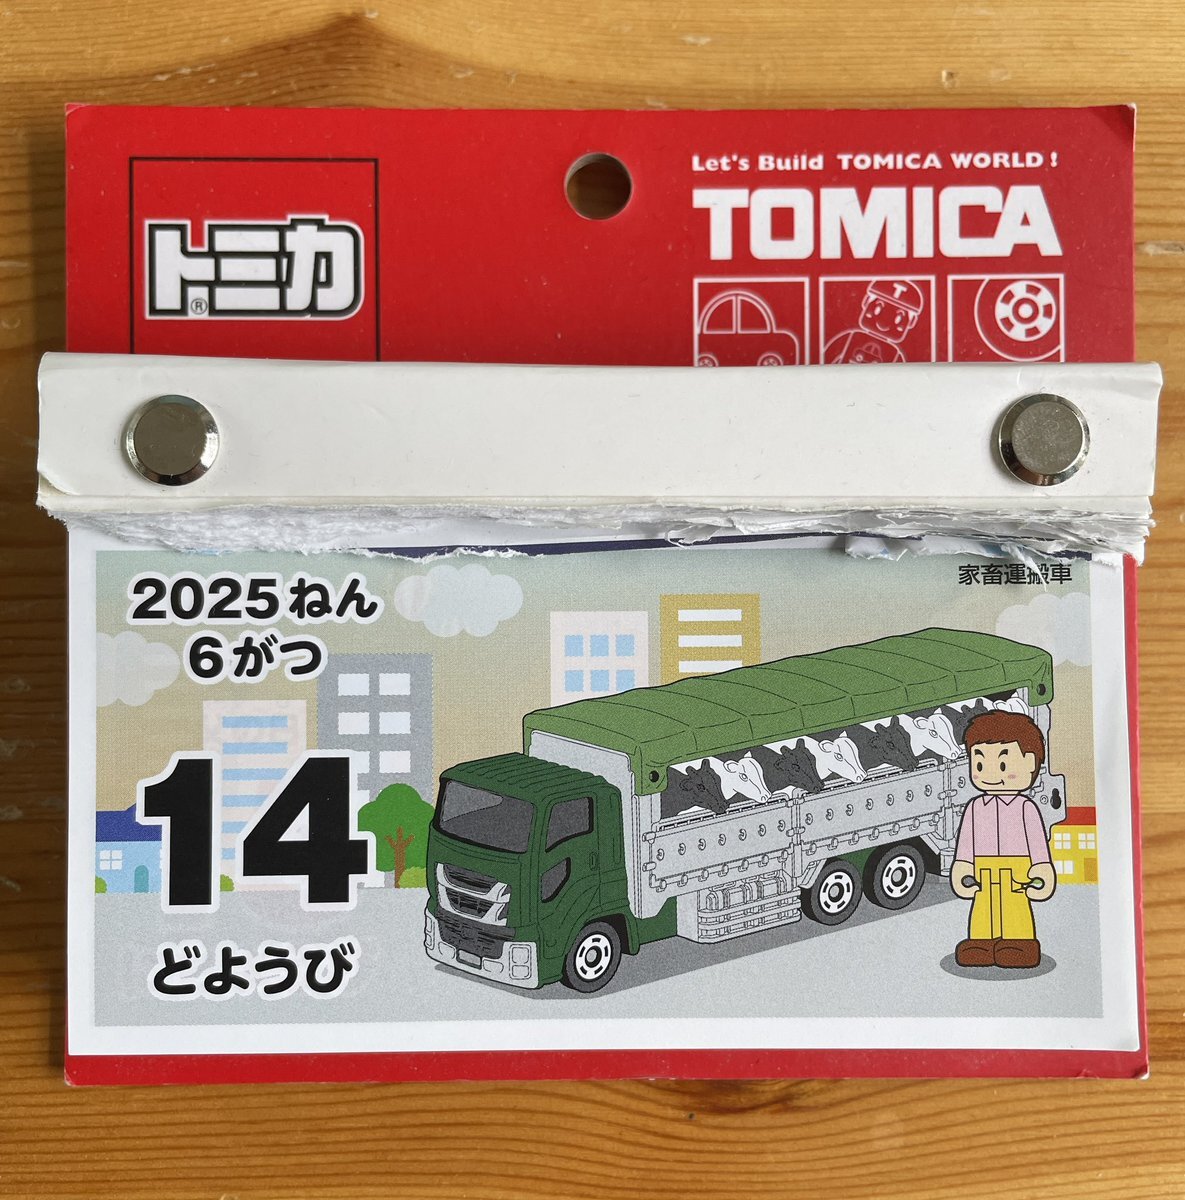 トミカ®
Let's Build TOMICA WORLD!
TOMICA
T
家畜運搬車
2025ねん
6がつ
14
どようび